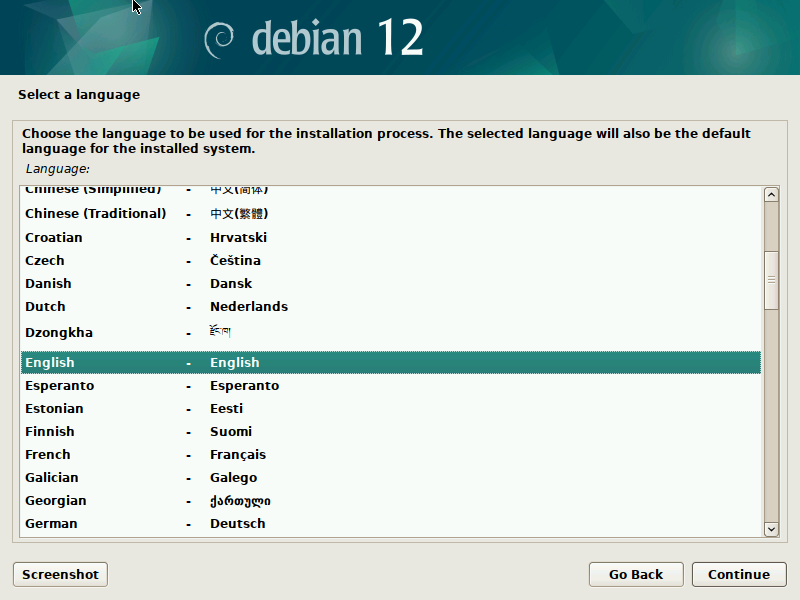 debian 12
Select a language
Choose the language to be used for the installation process. The selected language will also be the default
language for the installed system.
Language:
Chinese (Simplified) - 中文(简体)
Chinese (Traditional) - 中文(繁體)
Croatian - Hrvatski
Czech - Čeština
Danish - Dansk
Dutch - Nederlands
Dzongkha - རྫོང་ཁ།
English - English
Esperanto - Esperanto
Estonian - Eesti
Finnish - Suomi
French - Français
Galician - Galego
Georgian - ქართული
German - Deutsch
Screenshot Go Back Continue